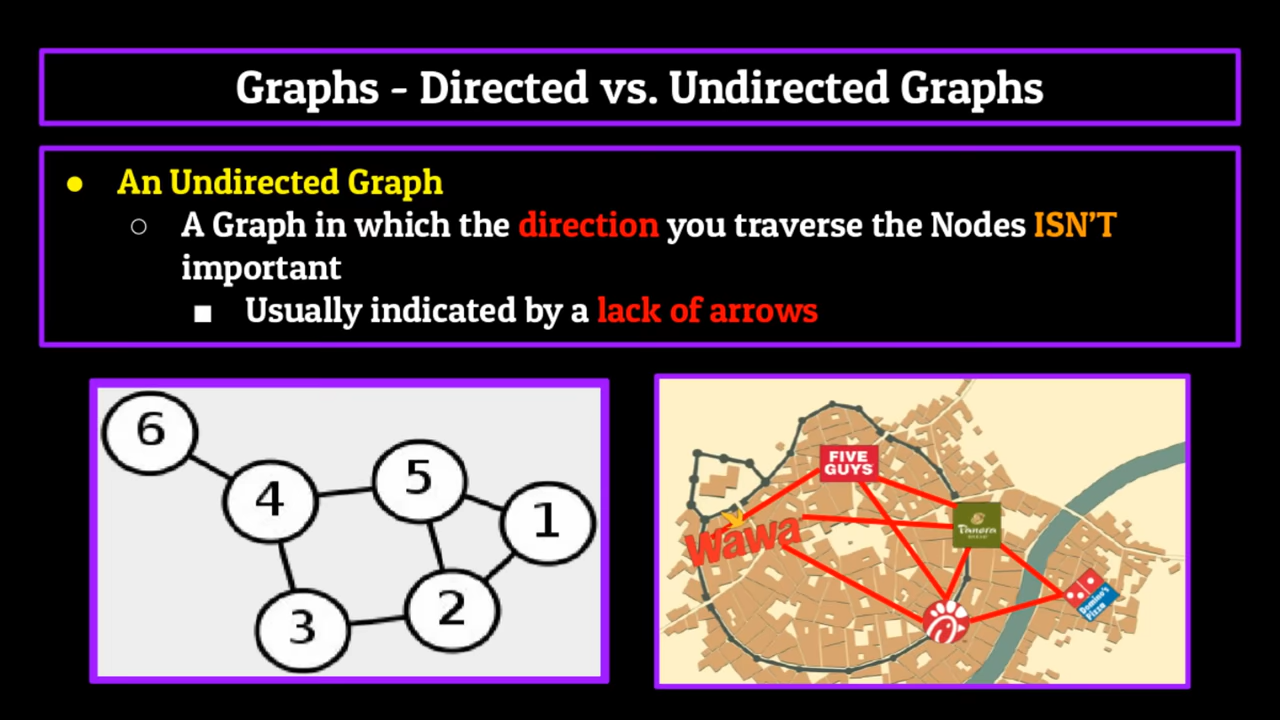 Graphs - Directed vs. Undirected Graphs
● An Undirected Graph
○ A Graph in which the direction you traverse the Nodes ISN'T
important
■ Usually indicated by a lack of arrows
6
4
5
1
3
2
FIVE
GUYS
Wawa
Panera
BREAD
Domino's
Pizza